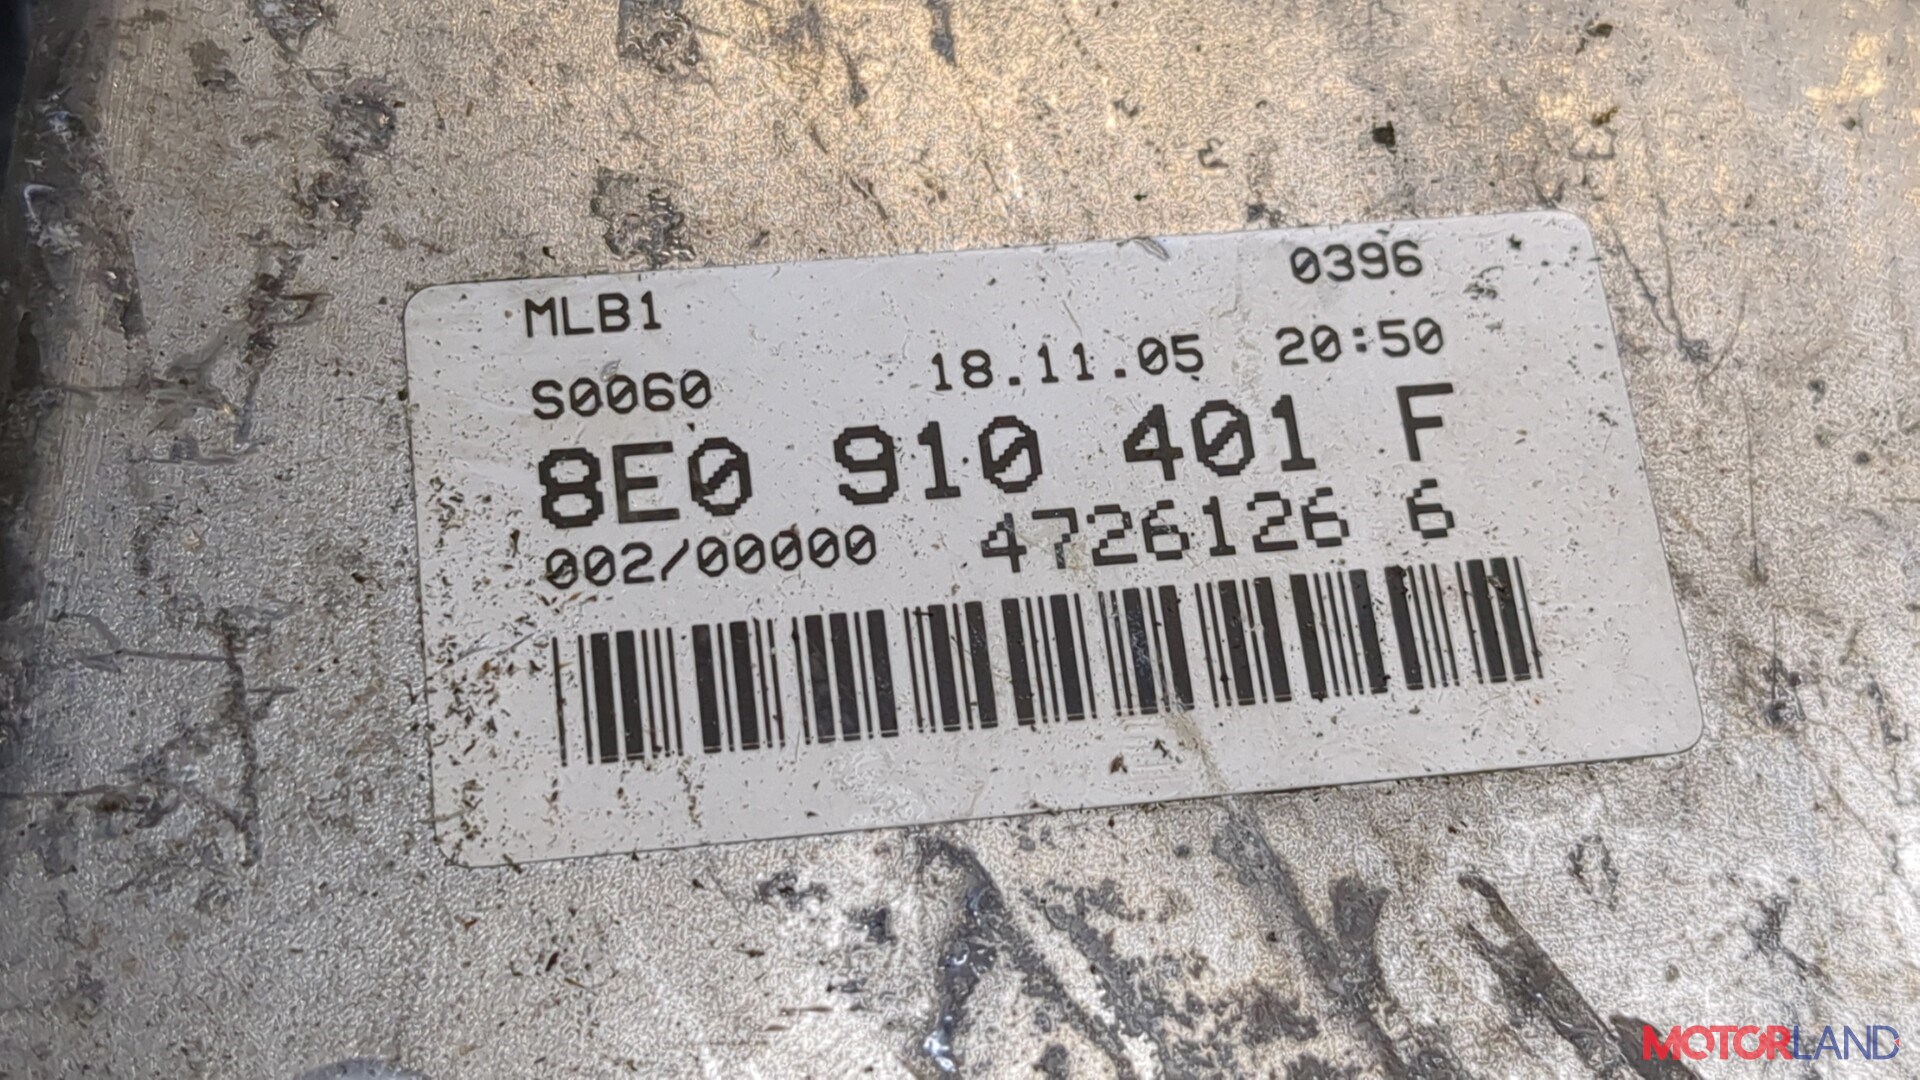 MLB1 0396
S0060 18.11.05 20:50
8E0 910 401 F
002/00000 4726126 6
MOTORLAND